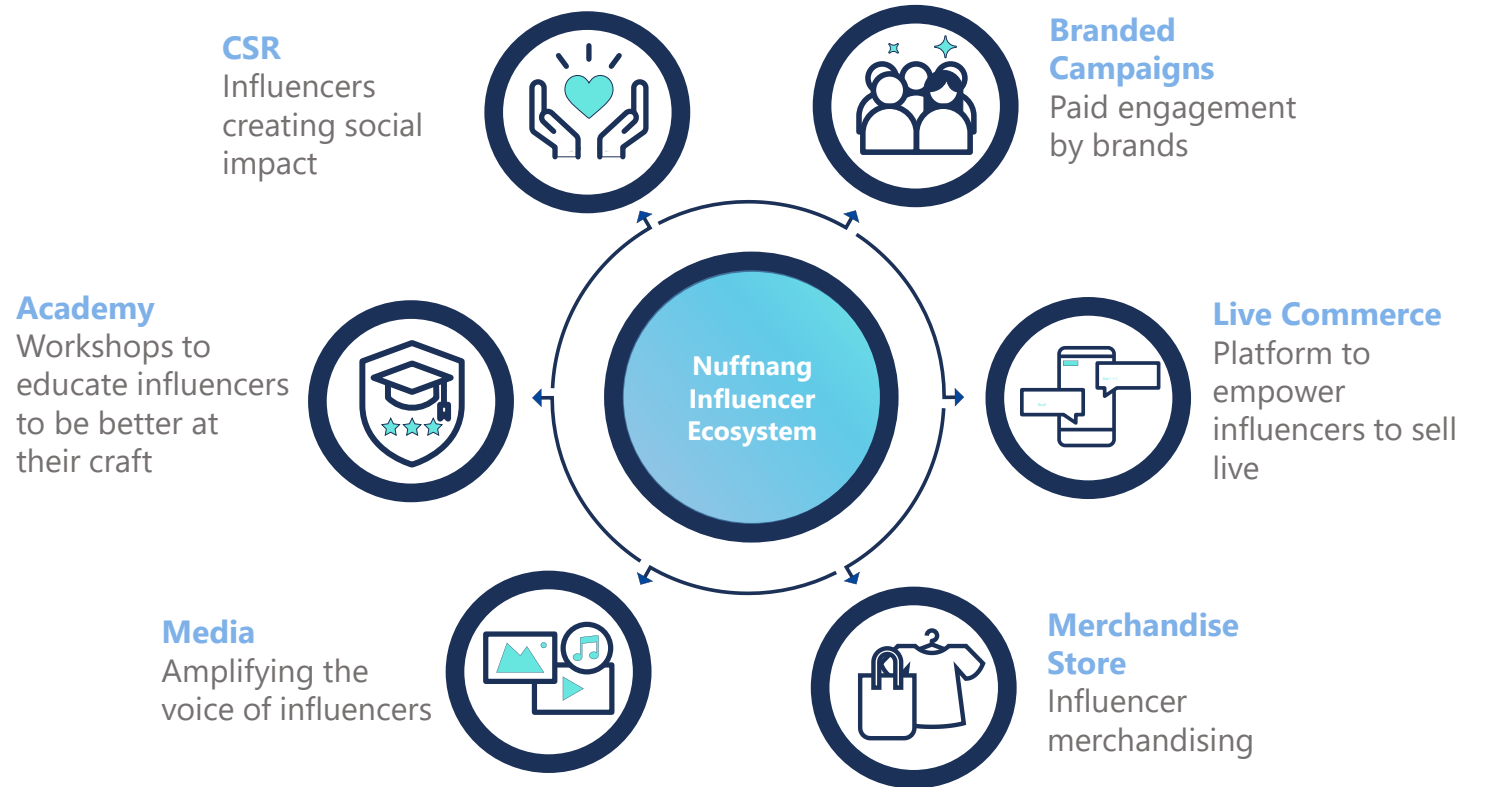 CSR
Influencers
creating social
impact
Branded
Campaigns
Paid engagement
by brands
Academy
Workshops to
educate influencers
to be better at
their craft
Nuffnang
Influencer
Ecosystem
Live Commerce
Platform to
empower
influencers to sell
live
Media
Amplifying the
voice of influencers
Merchandise
Store
Influencer
merchandising